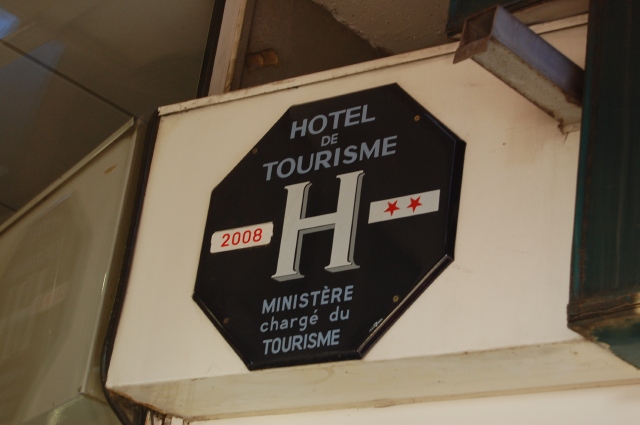 HOTEL
DE
TOURISME
H
2008
MINISTÈRE
chargé du
TOURISME